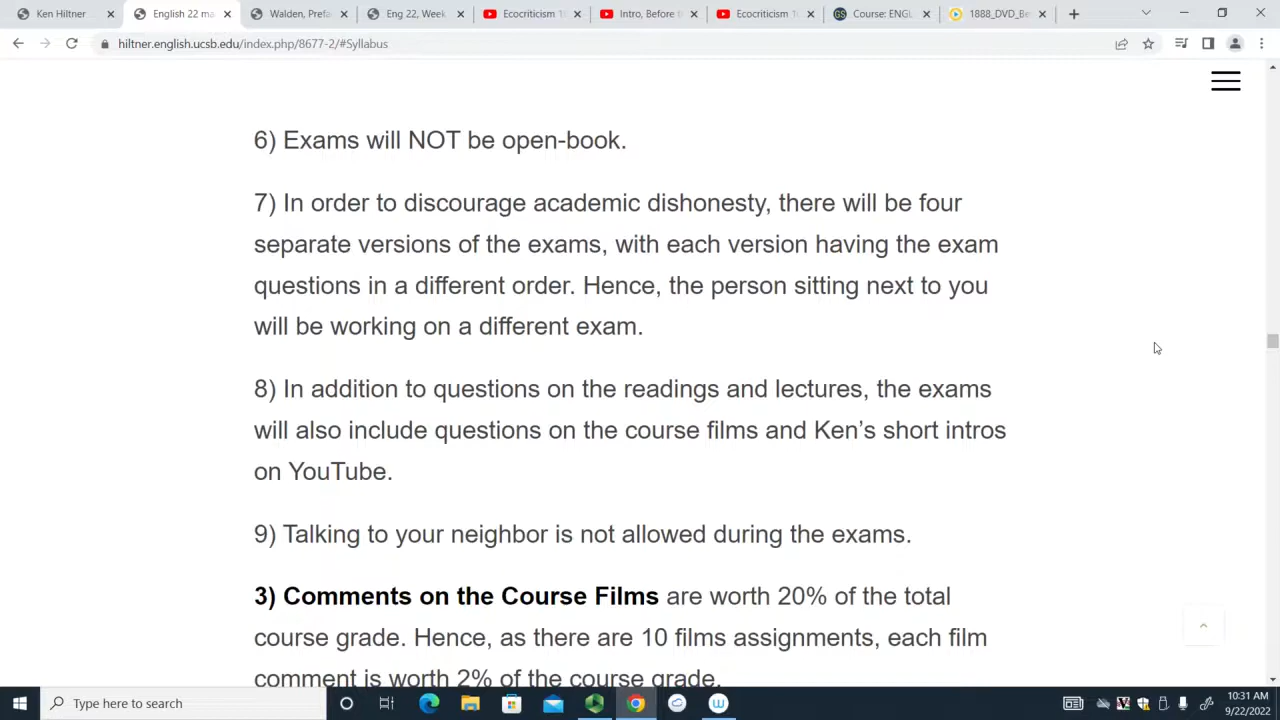 Ken Hiltner
English 22 ma
Walden, Prefa
Eng 22, Week
Ecocriticism 1
Intro, Before t
Ecocriticism 1
Course: ENGL
1888_DVD_Be
hiltner.english.ucsb.edu/index.php/8677-2/#Syllabus
6) Exams will NOT be open-book.
7) In order to discourage academic dishonesty, there will be four
separate versions of the exams, with each version having the exam
questions in a different order. Hence, the person sitting next to you
will be working on a different exam.
8) In addition to questions on the readings and lectures, the exams
will also include questions on the course films and Ken’s short intros
on YouTube.
9) Talking to your neighbor is not allowed during the exams.
3) Comments on the Course Films are worth 20% of the total
course grade. Hence, as there are 10 films assignments, each film
comment is worth 2% of the course grade.
Type here to search
10:31 AM
9/22/2022